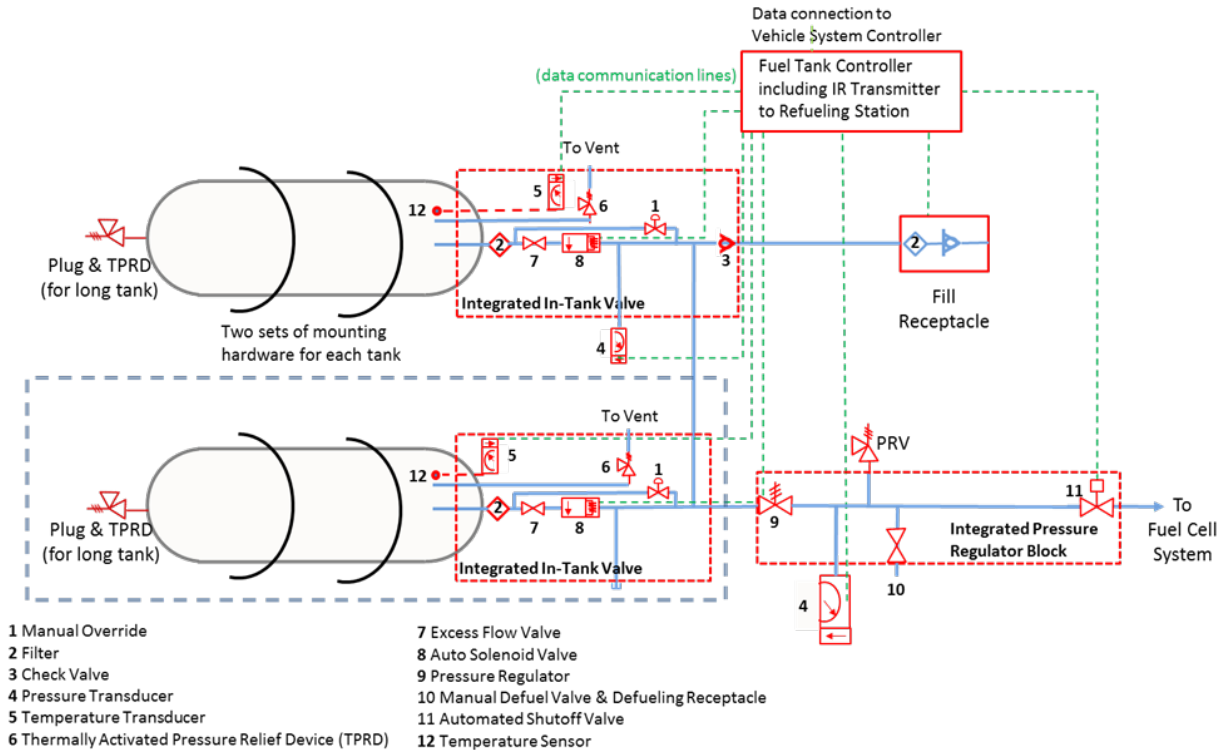 Data connection to
Vehicle System Controller
(data communication lines)
Fuel Tank Controller
including IR Transmitter
to Refueling Station
To Vent
5
6
1
12
2
7
8
3
2
Plug & TPRD
(for long tank)
Integrated In-Tank Valve
Fill
Receptacle
Two sets of mounting
hardware for each tank
4
To Vent
PRV
5
6
1
12
11
2
7
8
9
To
Fuel Cell
System
Plug & TPRD
(for long tank)
Integrated Pressure
Regulator Block
Integrated In-Tank Valve
4
10
1 Manual Override
2 Filter
3 Check Valve
4 Pressure Transducer
5 Temperature Transducer
6 Thermally Activated Pressure Relief Device (TPRD)
7 Excess Flow Valve
8 Auto Solenoid Valve
9 Pressure Regulator
10 Manual Defuel Valve & Defueling Receptacle
11 Automated Shutoff Valve
12 Temperature Sensor